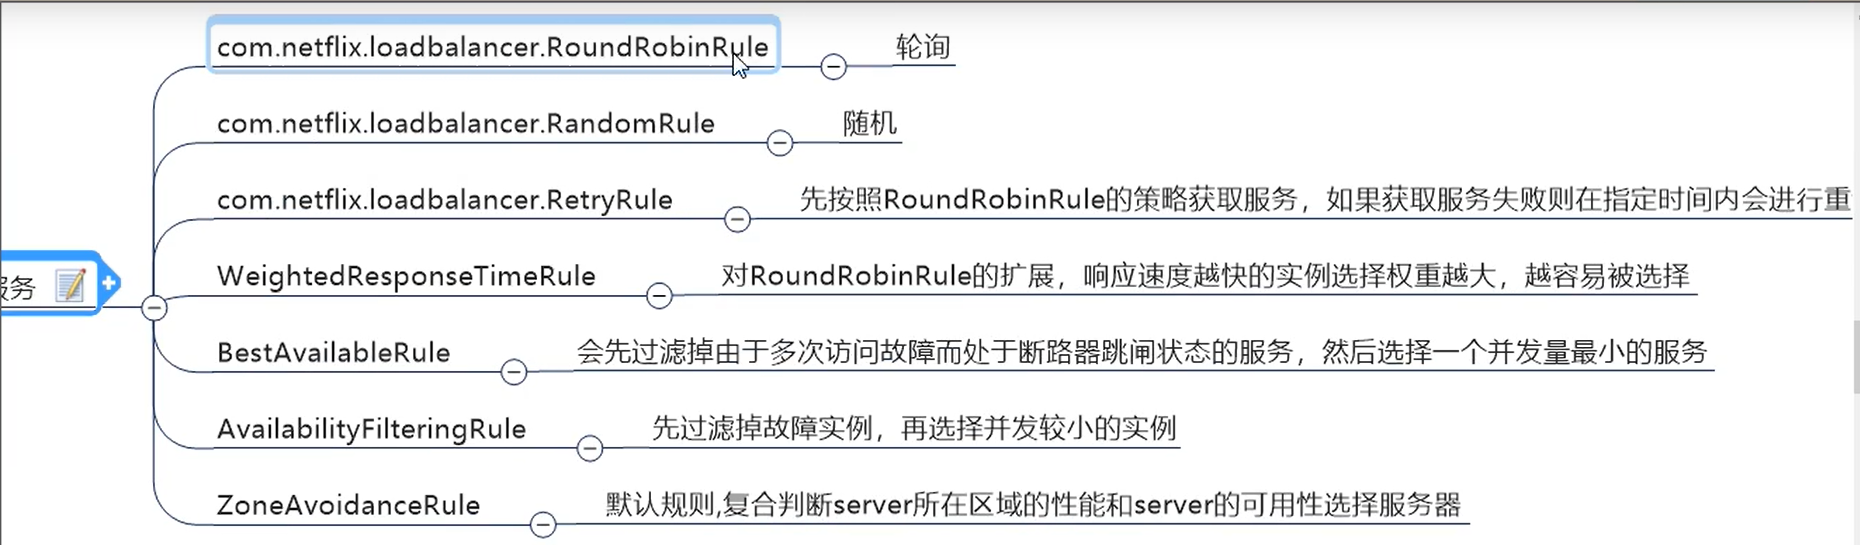 com.netflix.loadbalancer.RoundRobinRule 轮询
com.netflix.loadbalancer.RandomRule 随机
com.netflix.loadbalancer.RetryRule 先按照RoundRobinRule的策略获取服务，如果获取服务失败则在指定时间内会进行重
WeightedResponseTimeRule 对RoundRobinRule的扩展，响应速度越快的实例选择权重越大，越容易被选择
服务
BestAvailableRule 会先过滤掉由于多次访问故障而处于断路器跳闸状态的服务，然后选择一个并发量最小的服务
AvailabilityFilteringRule 先过滤掉故障实例，再选择并发较小的实例
ZoneAvoidanceRule 默认规则,复合判断server所在区域的性能和server的可用性选择服务器